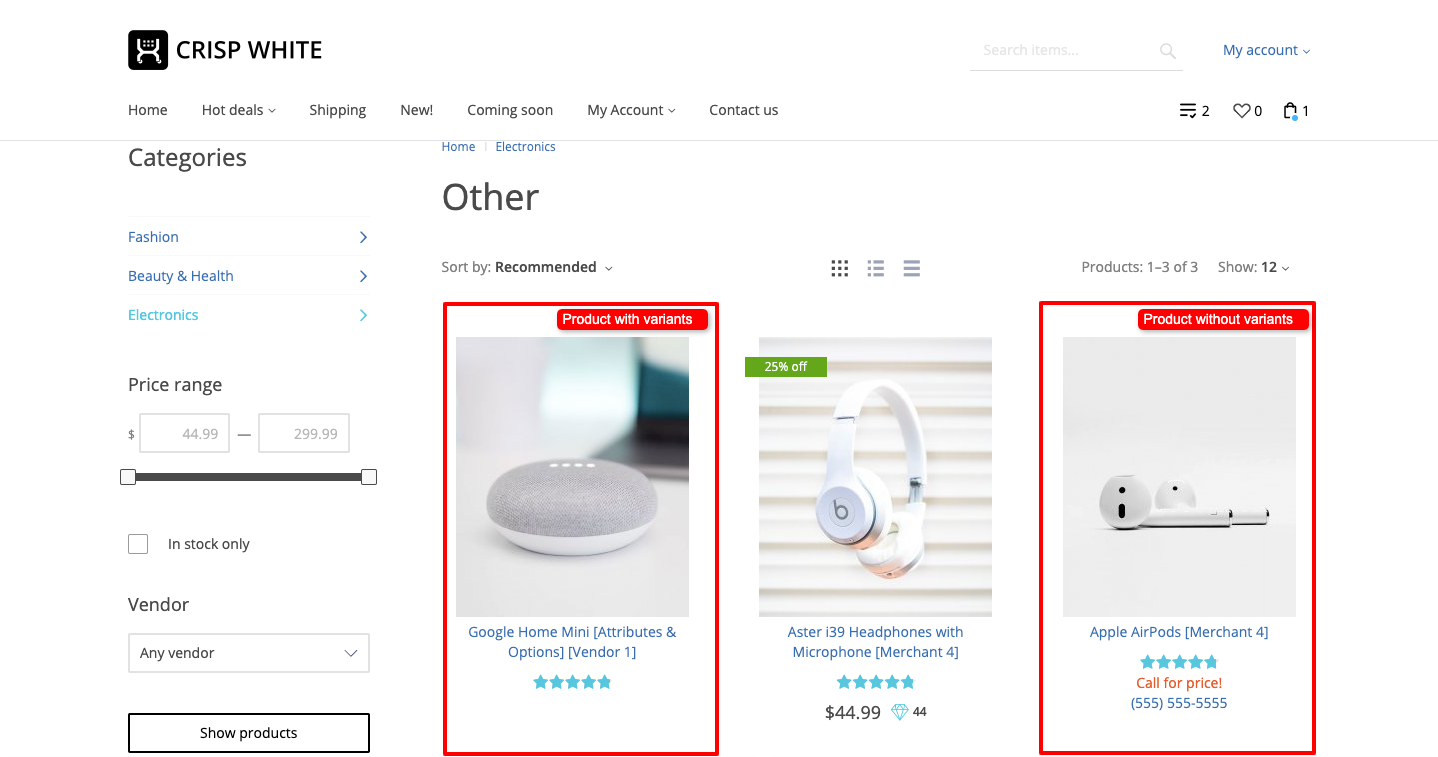 CRISP WHITE
Search items...
My account
Home
Hot deals
Shipping
New!
Coming soon
My Account
Contact us
2
0
1
Categories
Fashion
Beauty & Health
Electronics
Price range
$ 44.99 — 299.99
In stock only
Vendor
Any vendor
Show products
Home | Electronics
Other
Sort by: Recommended
Products: 1–3 of 3
Show: 12
Product with variants
Google Home Mini [Attributes &
Options] [Vendor 1]
25% off
b
Aster i39 Headphones with
Microphone [Merchant 4]
$44.99
44
Product without variants
Apple AirPods [Merchant 4]
Call for price!
(555) 555-5555